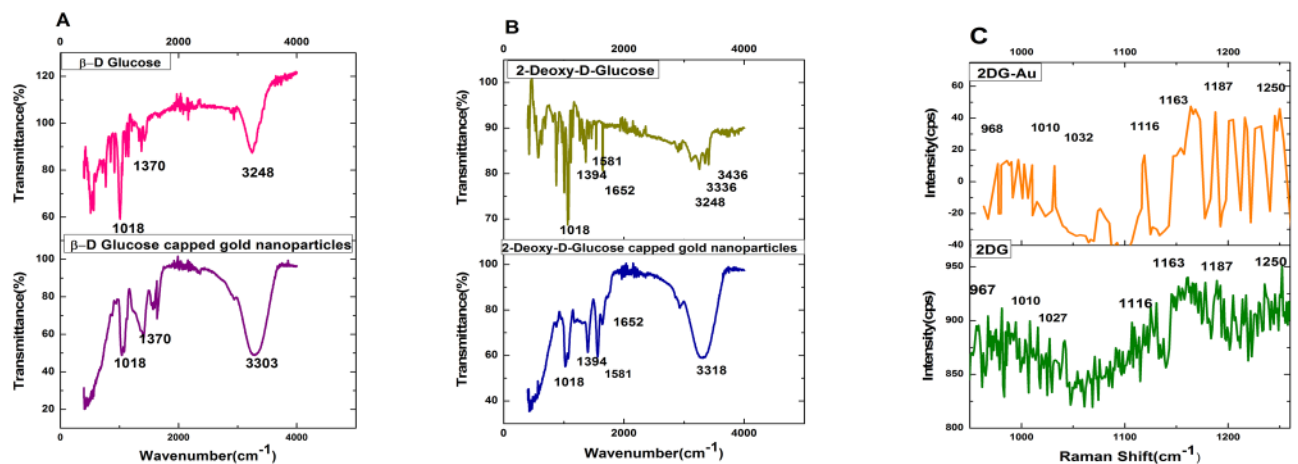 A
0 2000 4000
β–D Glucose
120
100
80
60
Transmittance(%)
1370
3248
1018
β–D Glucose capped gold nanoparticles
100
80
60
40
20
Transmittance(%)
1018
1370
3303
0 2000 4000
Wavenumber(cm-1)
B
0 2000 4000
2-Deoxy-D-Glucose
100
90
80
70
Transmittance(%)
1581
1394
1652
3436
3336
3248
1018
2-Deoxy-D-Glucose capped gold nanoparticles
100
80
60
40
Transmittance(%)
1652
1394
1018
1581
3318
0 2000 4000
Wavenumber(cm-1)
C
1000 1100 1200
2DG-Au
60
40
20
0
-20
-40
Intensity(cps)
968
1010
1032
1116
1163
1187
1250
2DG
950
900
850
800
Intensity(cps)
967
1010
1027
1116
1163
1187
1250
1000 1100 1200
Raman Shift(cm-1)